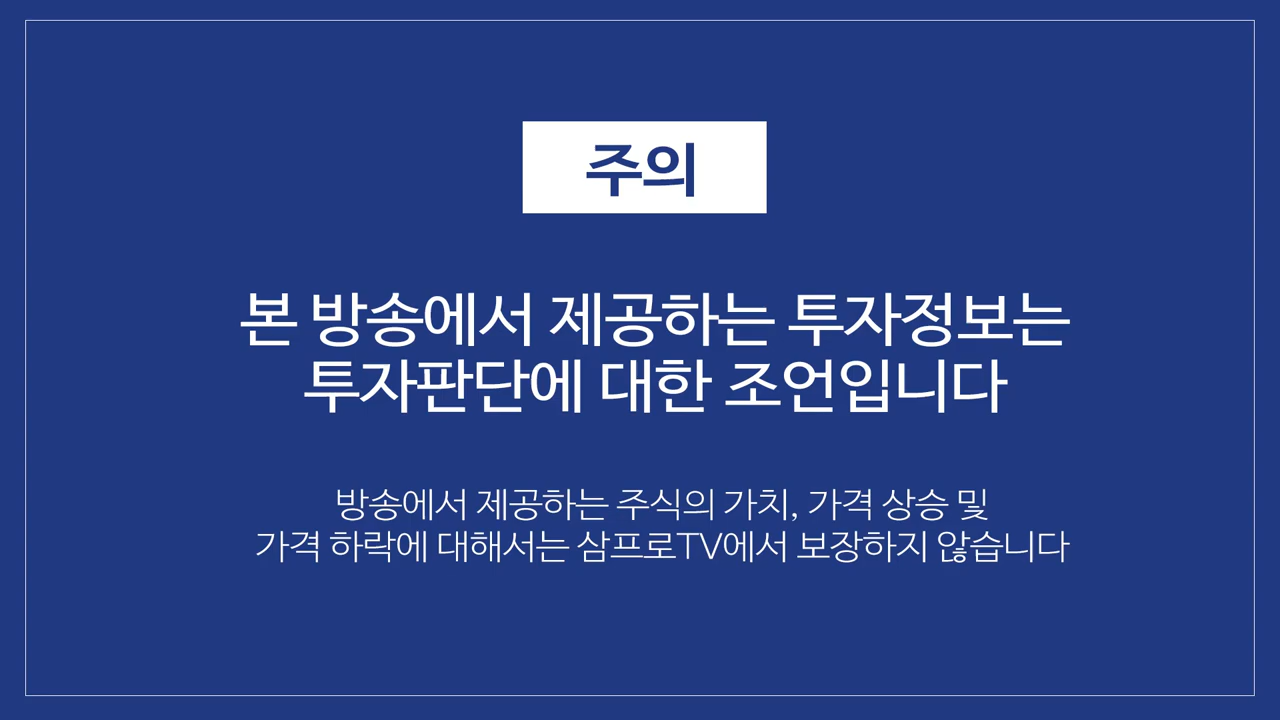 주의
본 방송에서 제공하는 투자정보는
투자판단에 대한 조언입니다
방송에서 제공하는 주식의 가치, 가격 상승 및
가격 하락에 대해서는 삼프로TV에서 보장하지 않습니다